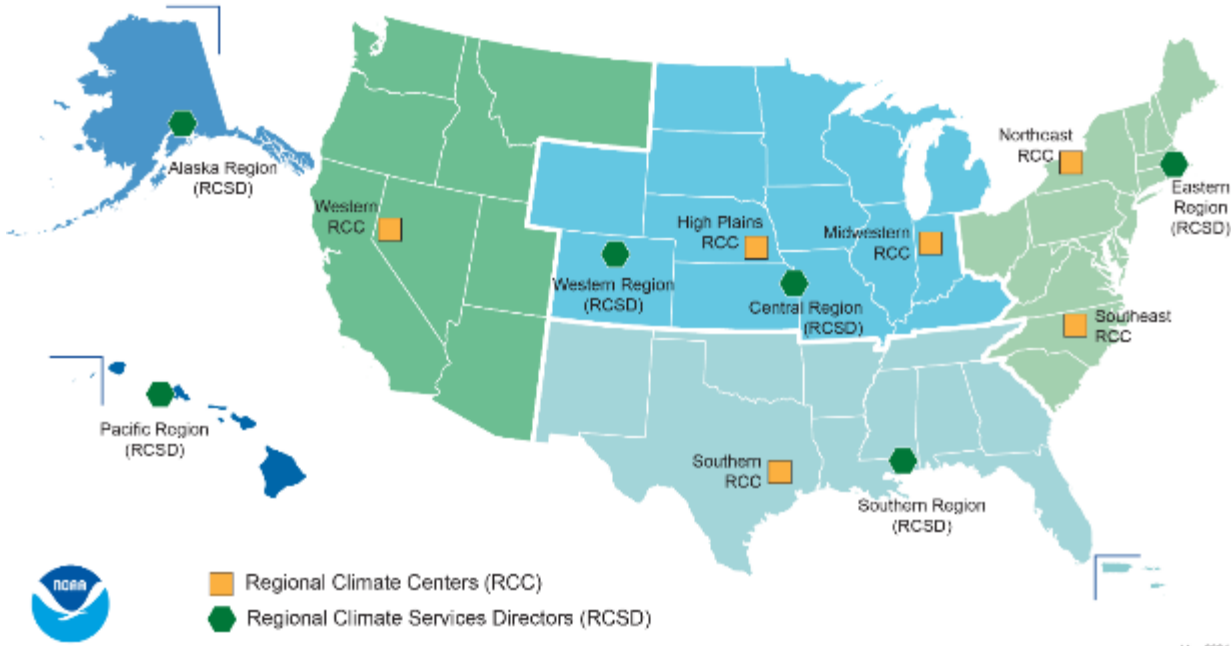 Alaska Region
(RCSD)
Northeast
RCC
Eastern
Region
(RCSD)
Western
RCC
High Plains
RCC
Midwestern
RCC
Western Region
(RCSD)
Central Region
(RCSD)
Southeast
RCC
Pacific Region
(RCSD)
Southern
RCC
Southern Region
(RCSD)
NOAA
Regional Climate Centers (RCC)
Regional Climate Services Directors (RCSD)